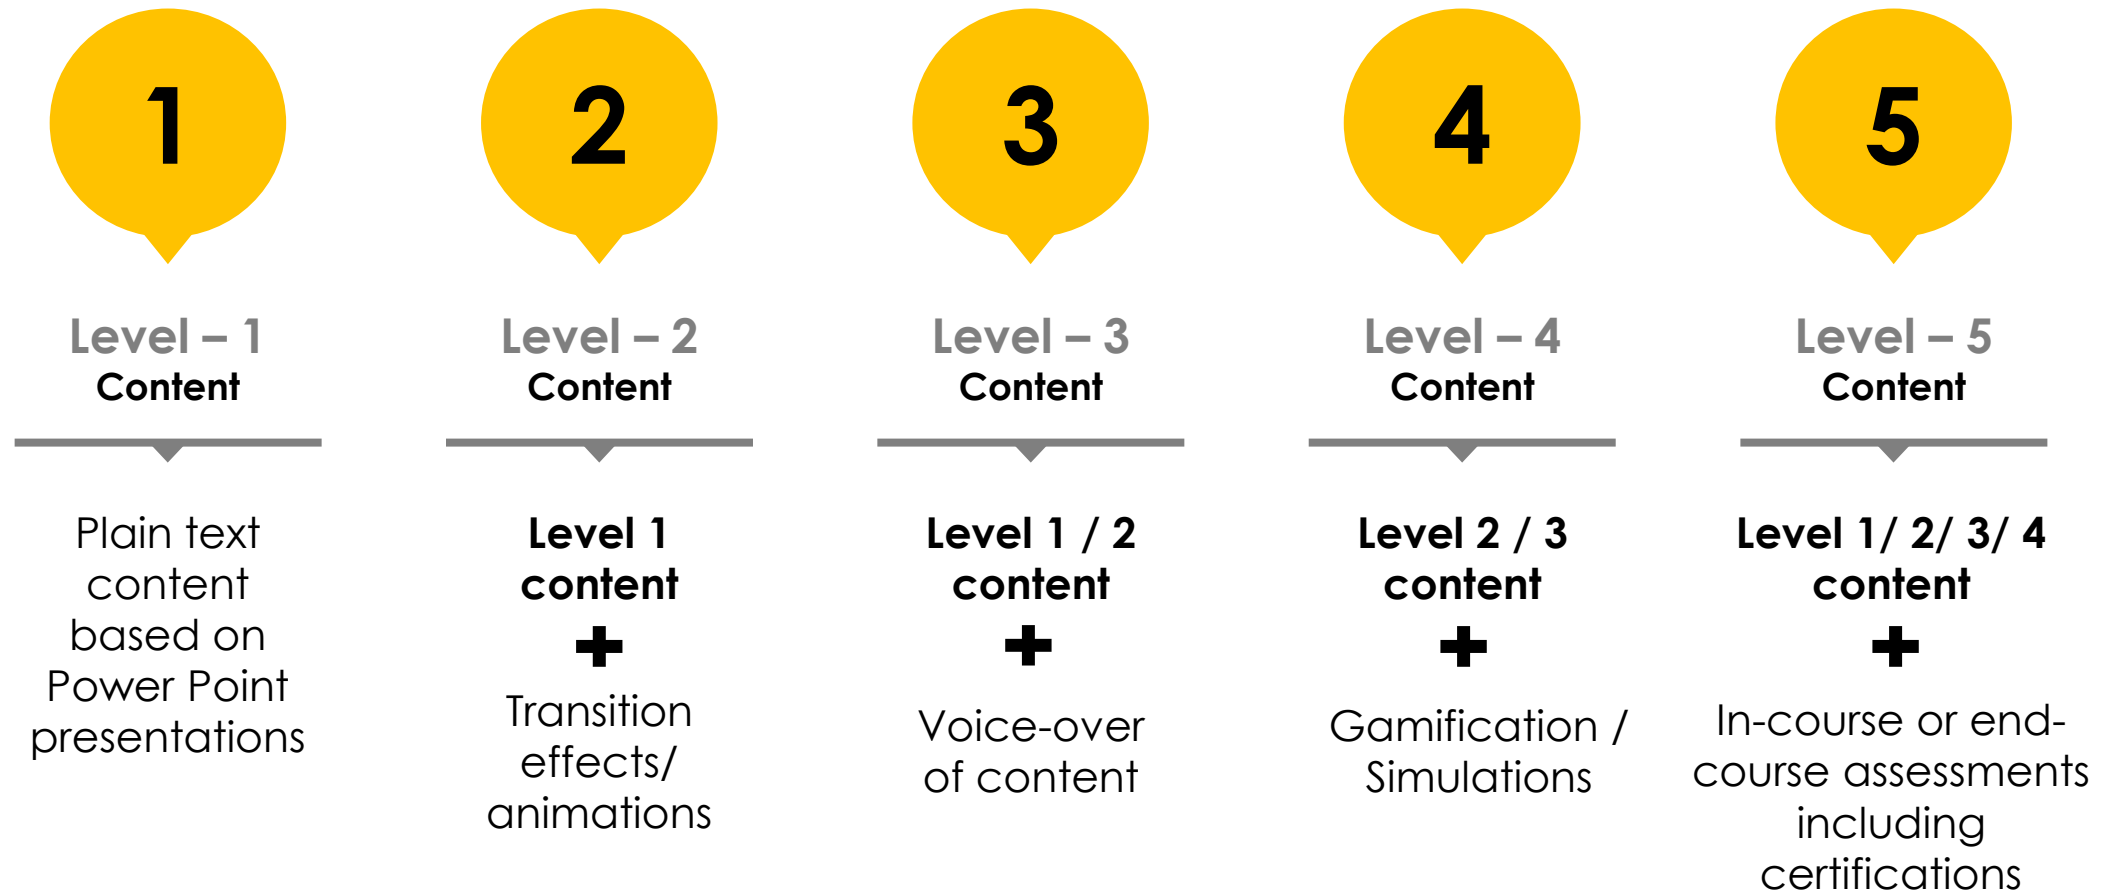 1
Level – 1
Content
Plain text
content
based on
Power Point
presentations
2
Level – 2
Content
Level 1
content
+
Transition
effects/
animations
3
Level – 3
Content
Level 1 / 2
content
+
Voice-over
of content
4
Level – 4
Content
Level 2 / 3
content
+
Gamification /
Simulations
5
Level – 5
Content
Level 1/ 2/ 3/ 4
content
+
In-course or end-
course assessments
including
certifications